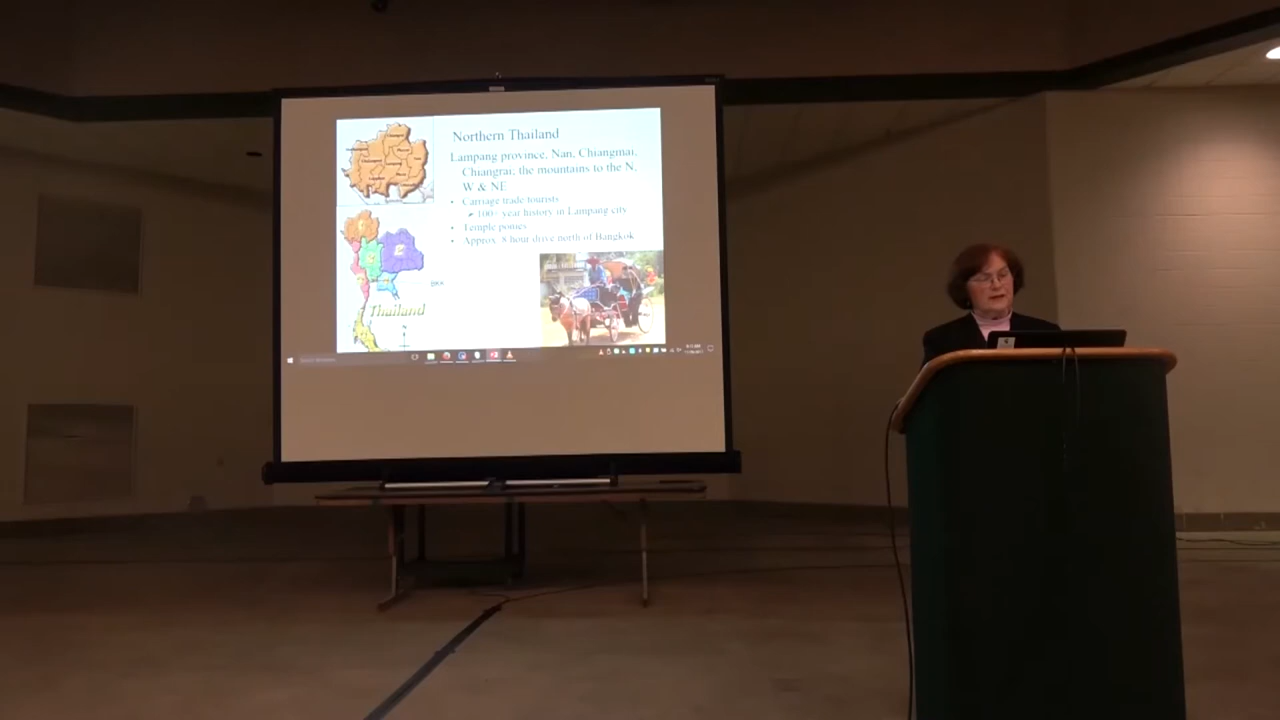 Northern Thailand
Lampang province, Nan, Chiangmai,
Chiangrai; the mountains to the N,
W & NE
• Carriage trade tourists
100+ year history in Lampang city
• Temple ponies
• Approx. 8 hour drive north of Bangkok
Thailand